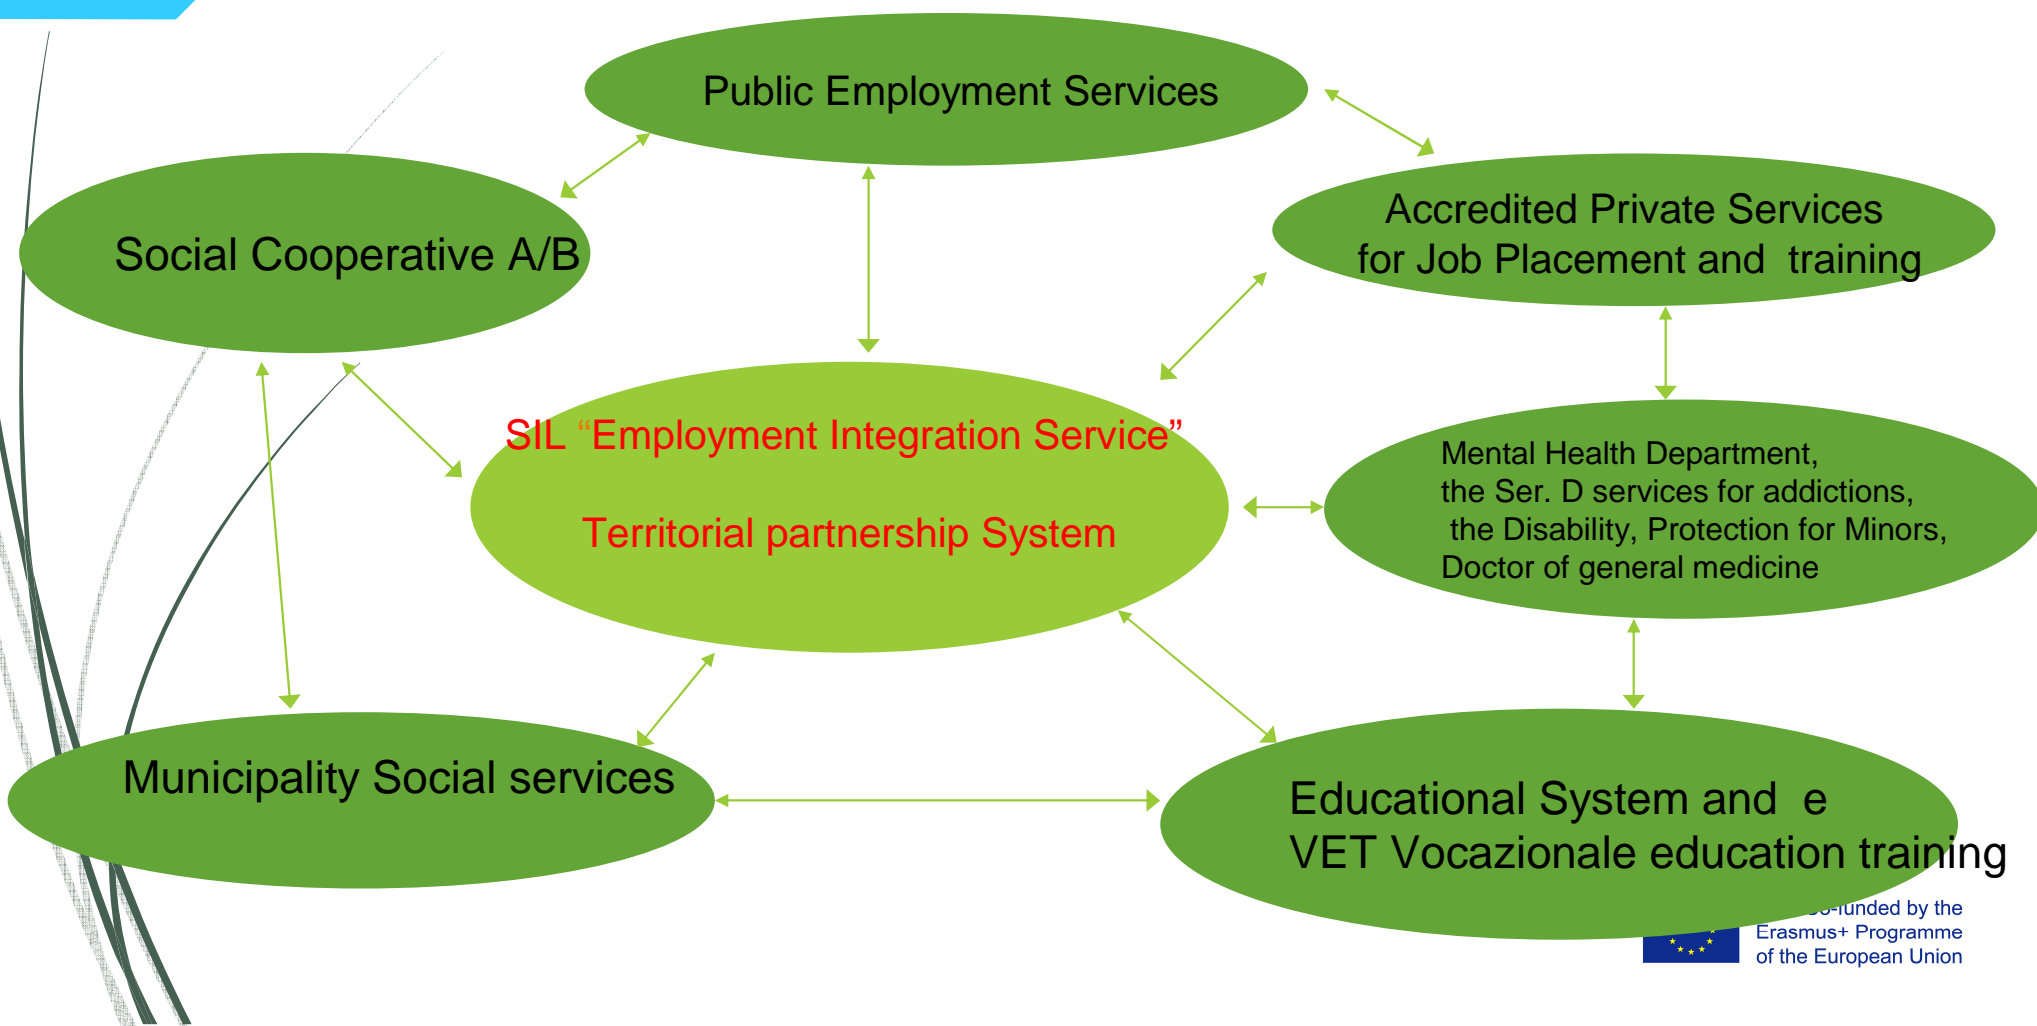 Public Employment Services
Social Cooperative A/B
Accredited Private Services
for Job Placement and  training
SIL “Employment Integration Service”
Territorial partnership System
Mental Health Department,
the Ser. D services for addictions,
the Disability, Protection for Minors,
Doctor of general medicine
Municipality Social services
Educational System and  e
VET Vocazionale education training
by the
Erasmus+ Programme
of the European Union